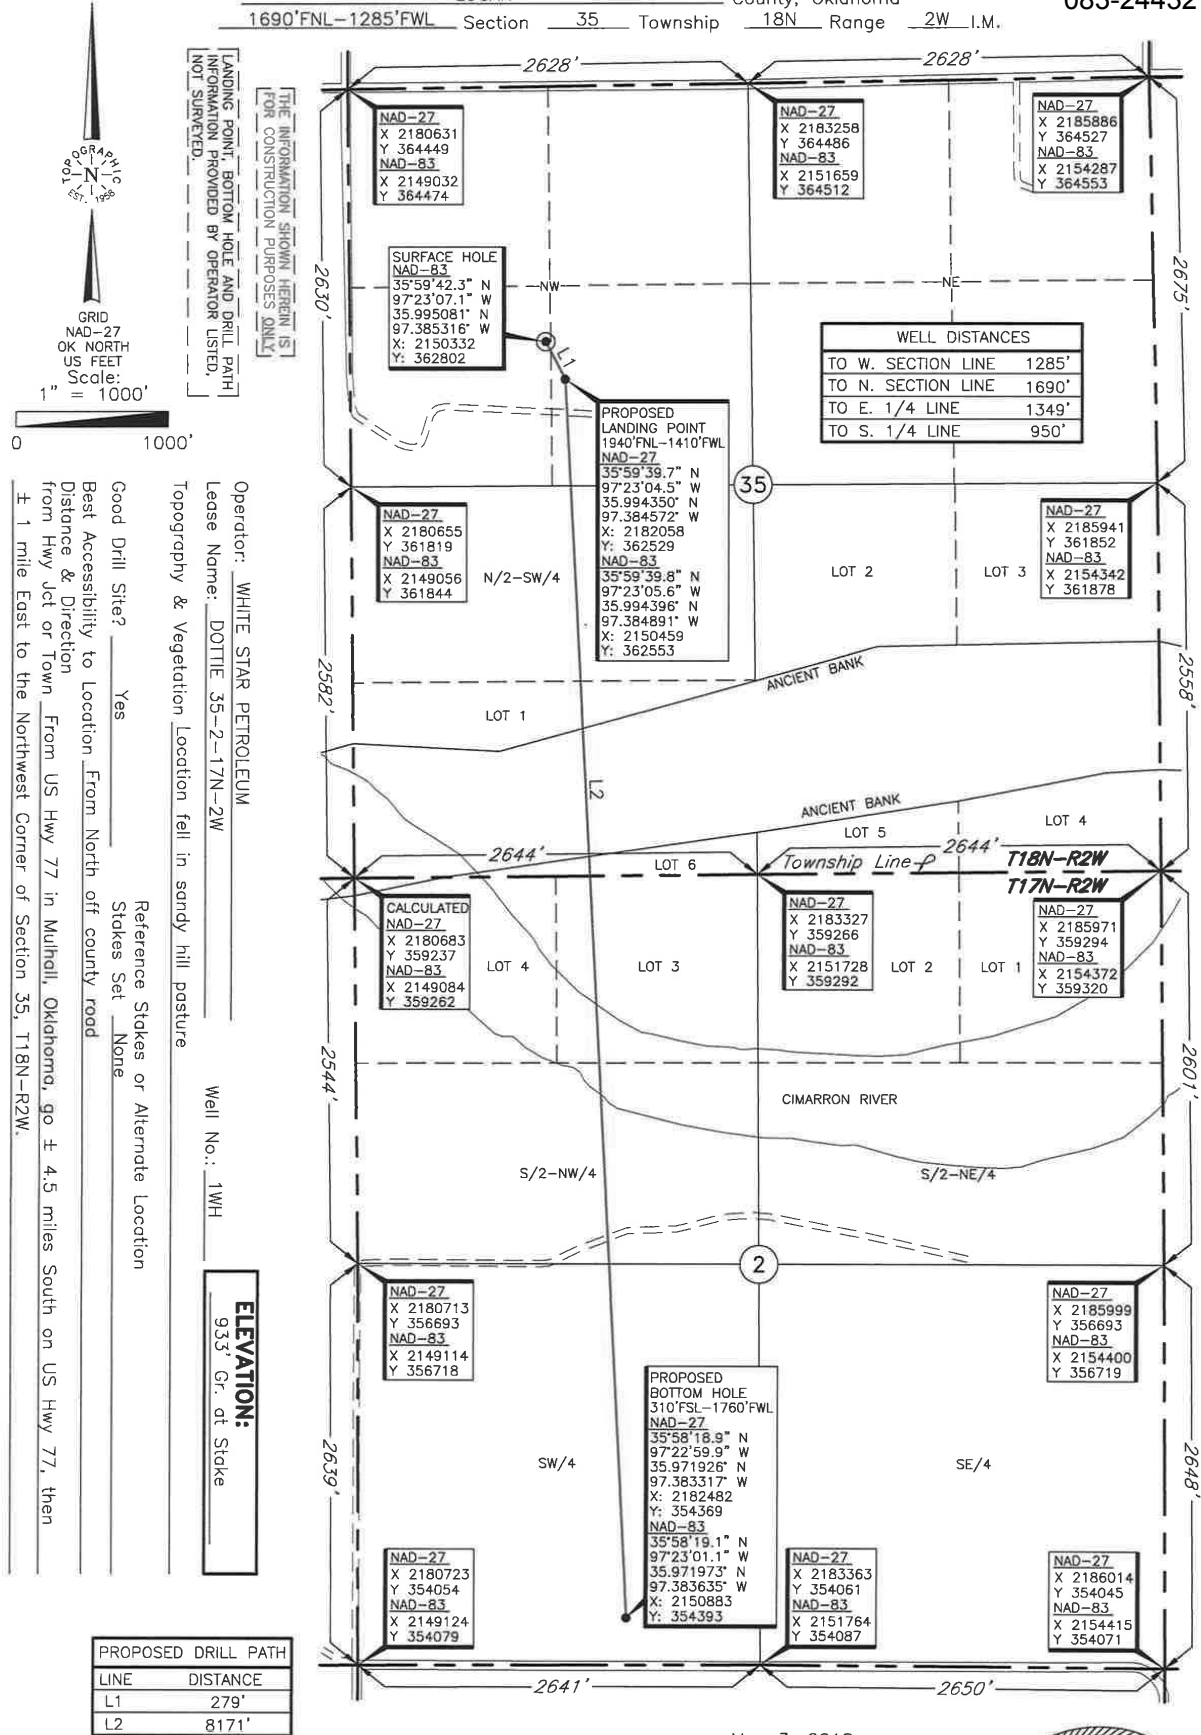 County, Oklahoma
083-24432
1690'FNL-1285'FWL Section 35 Township 18N Range 2W I.M.
TOPOGRAPHIC
N
EST. 1958
GRID
NAD-27
OK NORTH
US FEET
Scale:
1" = 1000'
0 1000'
LANDING POINT, BOTTOM HOLE AND DRILL PATH
INFORMATION PROVIDED BY OPERATOR LISTED,
NOT SURVEYED.
THE INFORMATION SHOWN HEREIN IS
FOR CONSTRUCTION PURPOSES ONLY
2628'
2628'
NAD-27
X 2180631
Y 364449
NAD-83
X 2149032
Y 364474
NAD-27
X 2183258
Y 364486
NAD-83
X 2151659
Y 364512
NAD-27
X 2185886
Y 364527
NAD-83
X 2154287
Y 364553
2630'
2675'
SURFACE HOLE
NAD-83
35°59'42.3" N
97°23'07.1" W
35.995081° N
97.385316° W
X: 2150332
Y: 362802
NW
NE
L1
WELL DISTANCES
TO W. SECTION LINE 1285'
TO N. SECTION LINE 1690'
TO E. 1/4 LINE 1349'
TO S. 1/4 LINE 950'
PROPOSED
LANDING POINT
1940'FNL-1410'FWL
NAD-27
35°59'39.7" N
97°23'04.5" W
35.994350° N
97.384572° W
X: 2182058
Y: 362529
NAD-83
35°59'39.8" N
97°23'05.6" W
35.994396° N
97.384891° W
X: 2150459
Y: 362553
35
NAD-27
X 2180655
Y 361819
NAD-83
X 2149056
Y 361844
N/2-SW/4
LOT 2
LOT 3
NAD-27
X 2185941
Y 361852
NAD-83
X 2154342
Y 361878
2582'
2558'
ANCIENT BANK
LOT 1
L2
ANCIENT BANK
LOT 5
LOT 4
2644'
LOT 6
Township Line
2644'
T18N-R2W
T17N-R2W
CALCULATED
NAD-27
X 2180683
Y 359237
NAD-83
X 2149084
Y 359262
LOT 4
LOT 3
NAD-27
X 2183327
Y 359266
NAD-83
X 2151728
Y 359292
LOT 2
LOT 1
NAD-27
X 2185971
Y 359294
NAD-83
X 2154372
Y 359320
2544'
2601'
CIMARRON RIVER
S/2-NW/4
S/2-NE/4
2
NAD-27
X 2180713
Y 356693
NAD-83
X 2149114
Y 356718
NAD-27
X 2185999
Y 356693
NAD-83
X 2154400
Y 356719
2639'
2648'
PROPOSED
BOTTOM HOLE
310'FSL-1760'FWL
NAD-27
35°58'18.9" N
97°22'59.9" W
35.971926° N
97.383317° W
X: 2182482
Y: 354369
NAD-83
35°58'19.1" N
97°23'01.1" W
35.971973° N
97.383635° W
X: 2150883
Y: 354393
SW/4
SE/4
NAD-27
X 2180723
Y 354054
NAD-83
X 2149124
Y 354079
NAD-27
X 2183363
Y 354061
NAD-83
X 2151764
Y 354087
NAD-27
X 2186014
Y 354045
NAD-83
X 2154415
Y 354071
2641'
2650'
Operator: WHITE STAR PETROLEUM
Lease Name: DOTTIE 35-2-17N-2W Well No.: 1WH
ELEVATION:
933' Gr. at Stake
Topography & Vegetation Location fell in sandy hill pasture
Reference Stakes or Alternate Location
Good Drill Site? Yes Stakes Set None
Best Accessibility to Location From North off county road
Distance & Direction
from Hwy Jct or Town From US Hwy 77 in Mulhall, Oklahoma, go ± 4.5 miles South on US Hwy 77, then
± 1 mile East to the Northwest Corner of Section 35, T18N-R2W.
PROPOSED DRILL PATH
LINE DISTANCE
L1 279'
L2 8171'